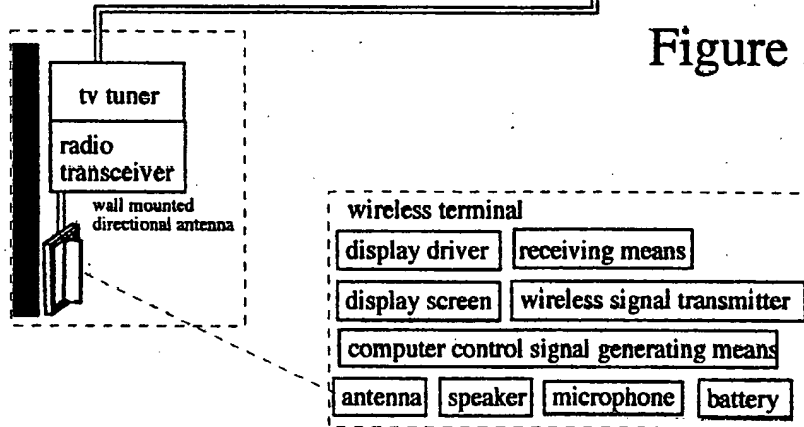 Figure
tv tuner
radio
transceiver
wall mounted
directional antenna
wireless terminal
display driver receiving means
display screen wireless signal transmitter
computer control signal generating means
antenna speaker microphone battery